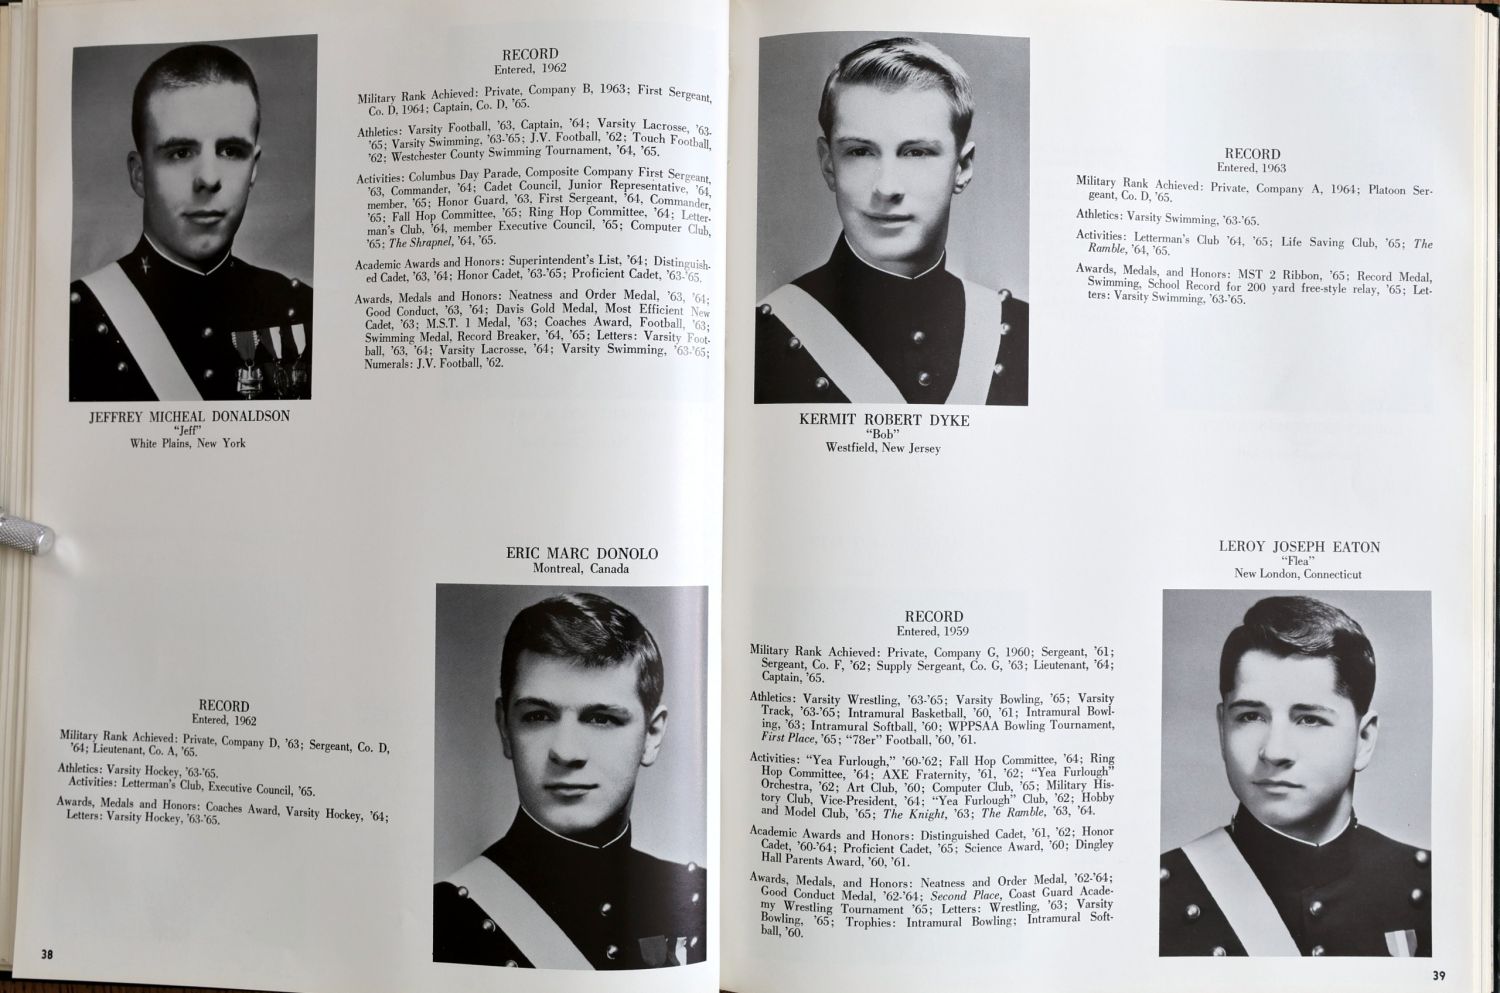 RECORD
Entered, 1962
Military Rank Achieved: Private, Company B, 1963; First Sergeant,
Co. D, 1964; Captain, Co. D, '65.
Athletics: Varsity Football, '63, Captain, '64; Varsity Lacrosse, '63-
'65; Varsity Swimming, '63-'65; J.V. Football, '62; Touch Football,
'62; Westchester County Swimming Tournament, '64, '65.
Activities: Columbus Day Parade, Composite Company First Sergeant,
'63, Commander, '64; Cadet Council, Junior Representative, '64,
member, '65; Honor Guard, '63, First Sergeant, '64, Commander,
'65; Fall Hop Committee, '65; Ring Hop Committee, '64; Letter-
man's Club, '64, member Executive Council, '65; Computer Club,
'65; The Shrapnel, '64, '65.
Academic Awards and Honors: Superintendent's List, '64; Distinguish-
ed Cadet, '63, '64; Honor Cadet, '63-'65; Proficient Cadet, '63-'65.
Awards, Medals and Honors: Neatness and Order Medal, '63, '64;
Good Conduct, '63, '64; Davis Gold Medal, Most Efficient New
Cadet, '63; M.S.T. 1 Medal, '63; Coaches Award, Football, '63;
Swimming Medal, Record Breaker, '64, '65; Letters: Varsity Foot-
ball, '63, '64; Varsity Lacrosse, '64; Varsity Swimming, '63-'65;
Numerals: J.V. Football, '62.
JEFFREY MICHEAL DONALDSON
"Jeff"
White Plains, New York
ERIC MARC DONOLO
Montreal, Canada
RECORD
Entered, 1962
Military Rank Achieved: Private, Company D, '63; Sergeant, Co. D,
'64; Lieutenant, Co. A, '65.
Athletics: Varsity Hockey, '63-'65.
Activities: Letterman's Club, Executive Council, '65.
Awards, Medals and Honors: Coaches Award, Varsity Hockey, '64;
Letters: Varsity Hockey, '63-'65.
38
RECORD
Entered, 1963
Military Rank Achieved: Private, Company A, 1964; Platoon Ser-
geant, Co. D, '65.
Athletics: Varsity Swimming, '63-'65.
Activities: Letterman's Club '64, '65; Life Saving Club, '65; The
Ramble, '64, '65.
Awards, Medals, and Honors: MST 2 Ribbon, '65; Record Medal,
Swimming, School Record for 200 yard free-style relay, '65; Let-
ters: Varsity Swimming, '63-'65.
KERMIT ROBERT DYKE
"Bob"
Westfield, New Jersey
LEROY JOSEPH EATON
"Flea"
New London, Connecticut
RECORD
Entered, 1959
Military Rank Achieved: Private, Company G, 1960; Sergeant, '61;
Sergeant, Co. F, '62; Supply Sergeant, Co. G, '63; Lieutenant, '64;
Captain, '65.
Athletics: Varsity Wrestling, '63-'65; Varsity Bowling, '65; Varsity
Track, '63-'65; Intramural Basketball, '60, '61; Intramural Bowl-
ing, '63; Intramural Softball, '60; WPPSAA Bowling Tournament,
First Place, '65; "78er" Football, '60, '61.
Activities: "Yea Furlough," '60-'62; Fall Hop Committee, '64; Ring
Hop Committee, '64; AXE Fraternity, '61, '62; "Yea Furlough"
Orchestra, '62; Art Club, '60; Computer Club, '65; Military His-
tory Club, Vice-President, '64; "Yea Furlough" Club, '62; Hobby
and Model Club, '65; The Knight, '63; The Ramble, '63, '64.
Academic Awards and Honors: Distinguished Cadet, '61, '62; Honor
Cadet, '60-'64; Proficient Cadet, '65; Science Award, '60; Dingley
Hall Parents Award, '60, '61.
Awards, Medals, and Honors: Neatness and Order Medal, '62-'64;
Good Conduct Medal, '62-'64; Second Place, Coast Guard Acade-
my Wrestling Tournament '65; Letters: Wrestling, '63; Varsity
Bowling, '65; Trophies: Intramural Bowling; Intramural Soft-
ball, '60.
39